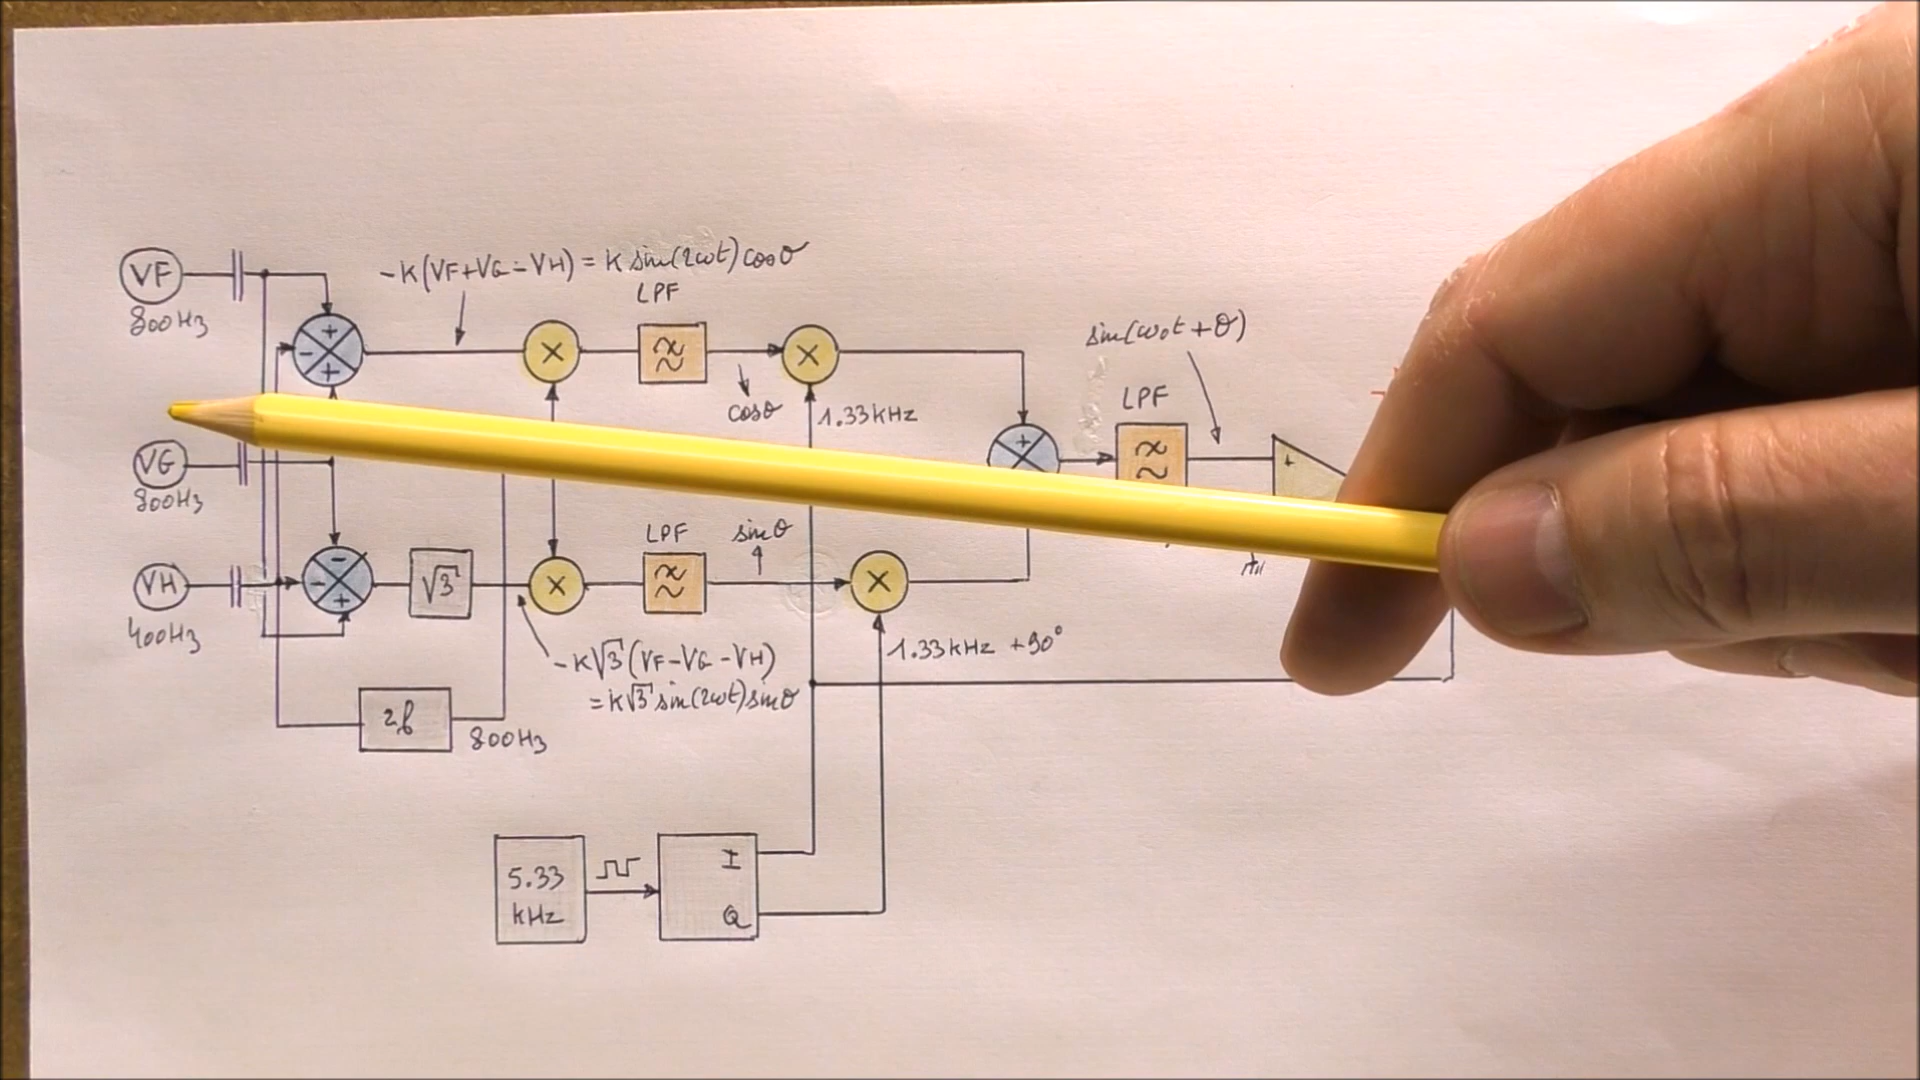 VF
800Hz
-K(VF+VG-VH) = K sin(2ωt) cosθ
LPF
+
-
+
×
≈
×
cosθ
1.33kHz
sin(ω₀t + θ)
LPF
+
≈
+
VG
800Hz
VH
400Hz
-
-
+
√3
×
LPF
≈
sinθ
×
1.33kHz +90°
-K√3(VF-VG-VH)
=K√3 sin(2ωt) sinθ
2f
800Hz
5.33
kHz
I
Q